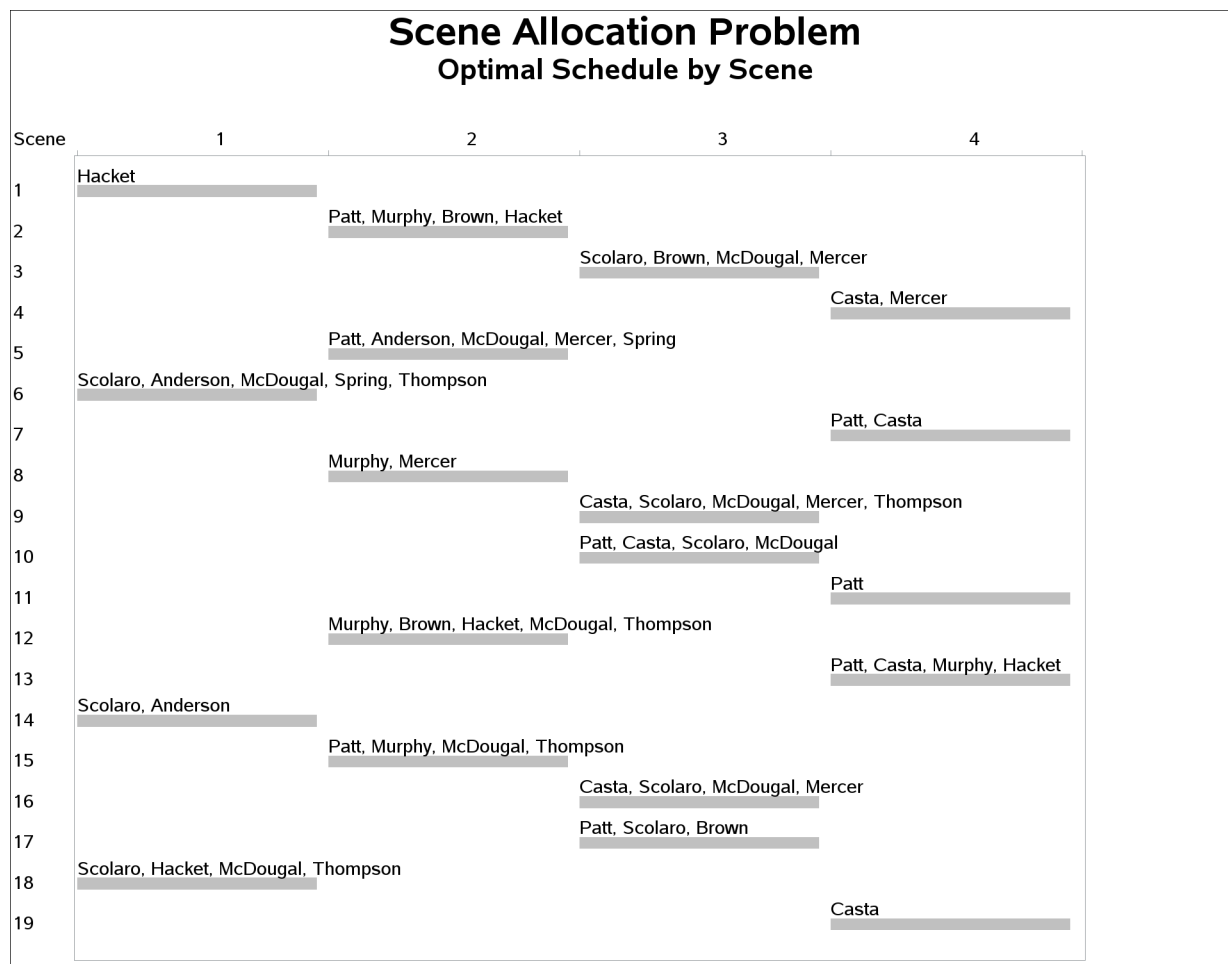 Scene Allocation Problem
Optimal Schedule by Scene
Scene 1 2 3 4
Hacket
1
Patt, Murphy, Brown, Hacket
2
Scolaro, Brown, McDougal, Mercer
3
Casta, Mercer
4
Patt, Anderson, McDougal, Mercer, Spring
5
Scolaro, Anderson, McDougal, Spring, Thompson
6
Patt, Casta
7
Murphy, Mercer
8
Casta, Scolaro, McDougal, Mercer, Thompson
9
Patt, Casta, Scolaro, McDougal
10
Patt
11
Murphy, Brown, Hacket, McDougal, Thompson
12
Patt, Casta, Murphy, Hacket
13
Scolaro, Anderson
14
Patt, Murphy, McDougal, Thompson
15
Casta, Scolaro, McDougal, Mercer
16
Patt, Scolaro, Brown
17
Scolaro, Hacket, McDougal, Thompson
18
Casta
19